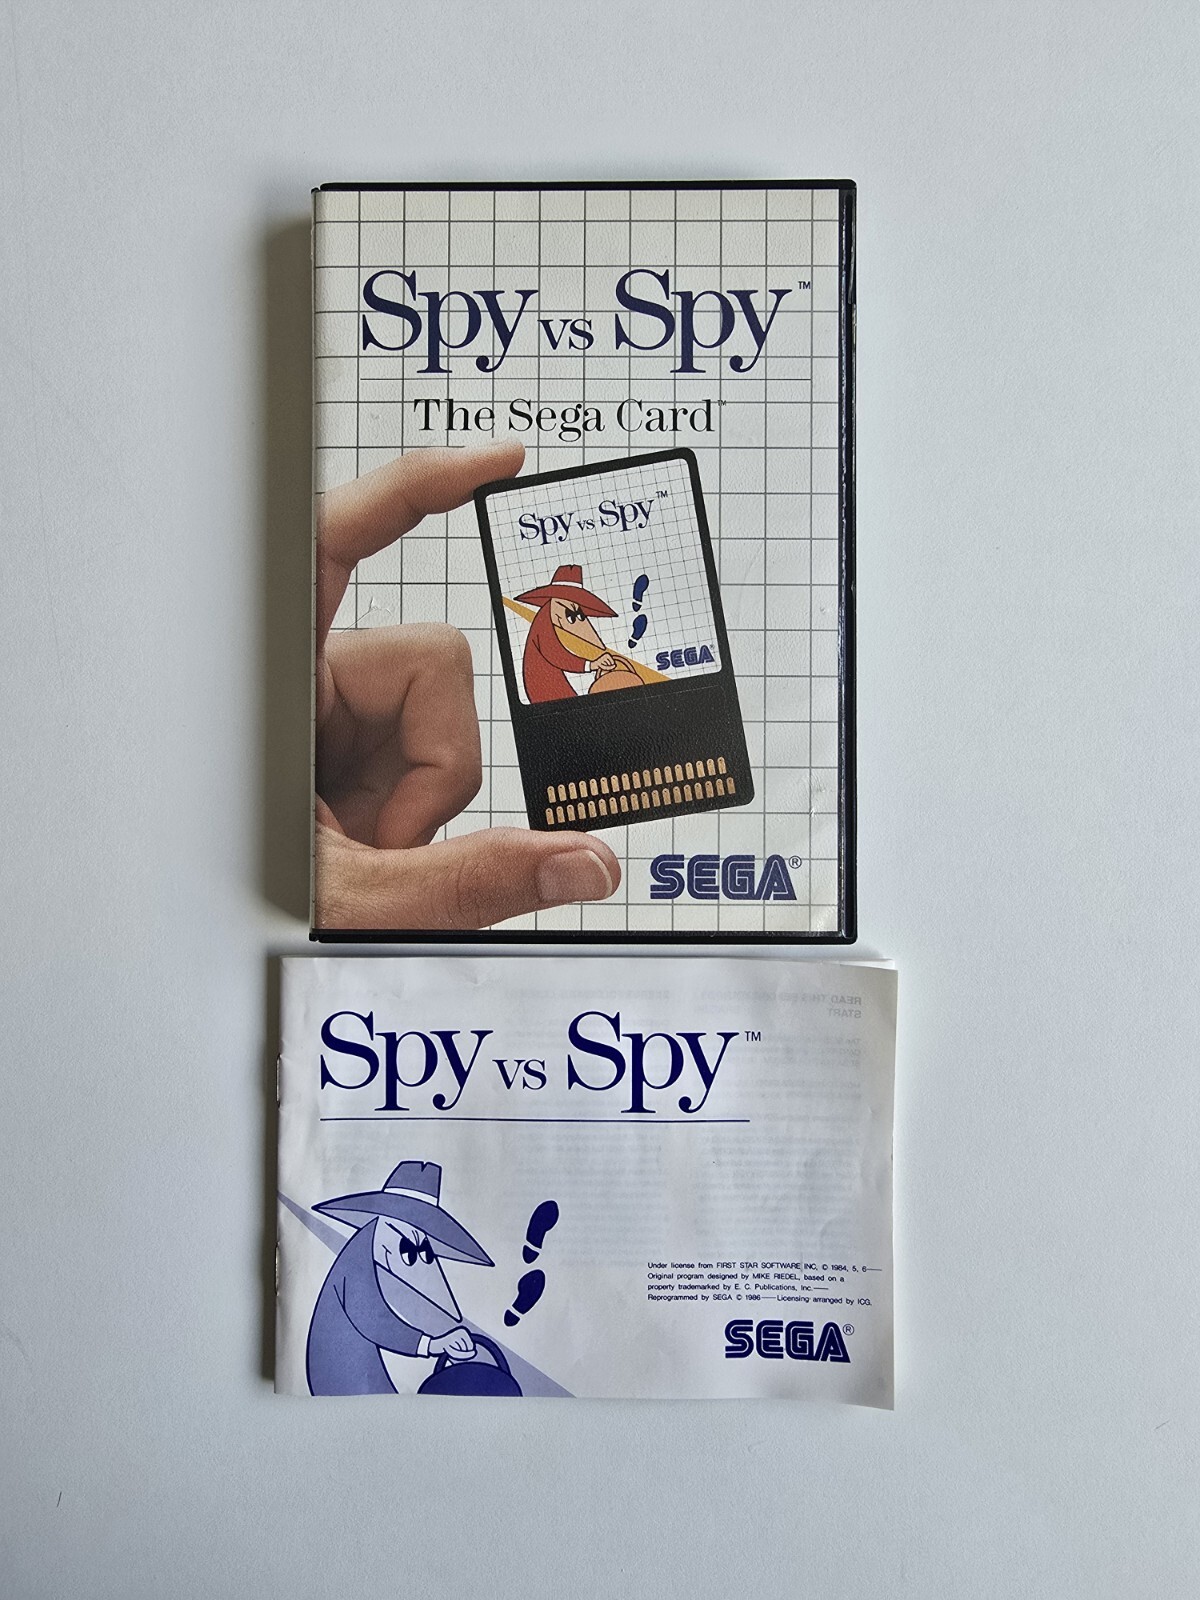 Spy vs Spy™
The Sega Card™
Spy vs Spy™
SEGA
SEGA®
Spy vs Spy™
Under license from FIRST STAR SOFTWARE INC, © 1984, 5, 6—
Original program designed by MIKE RIEDEL, based on a
property trademarked by E. C. Publications, Inc.—
Reprogrammed by SEGA © 1986—Licensing arranged by ICG.
SEGA®